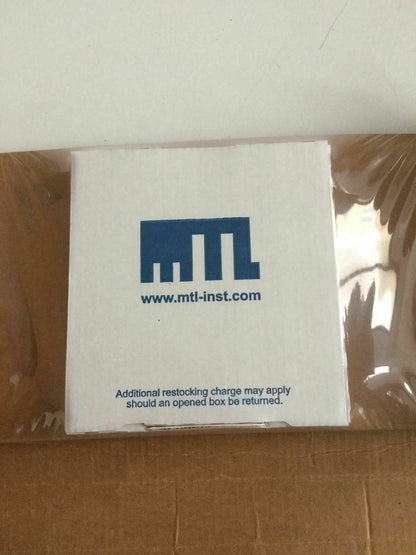 MTL
www.mtl-inst.com
Additional restocking charge may apply
should an opened box be returned.